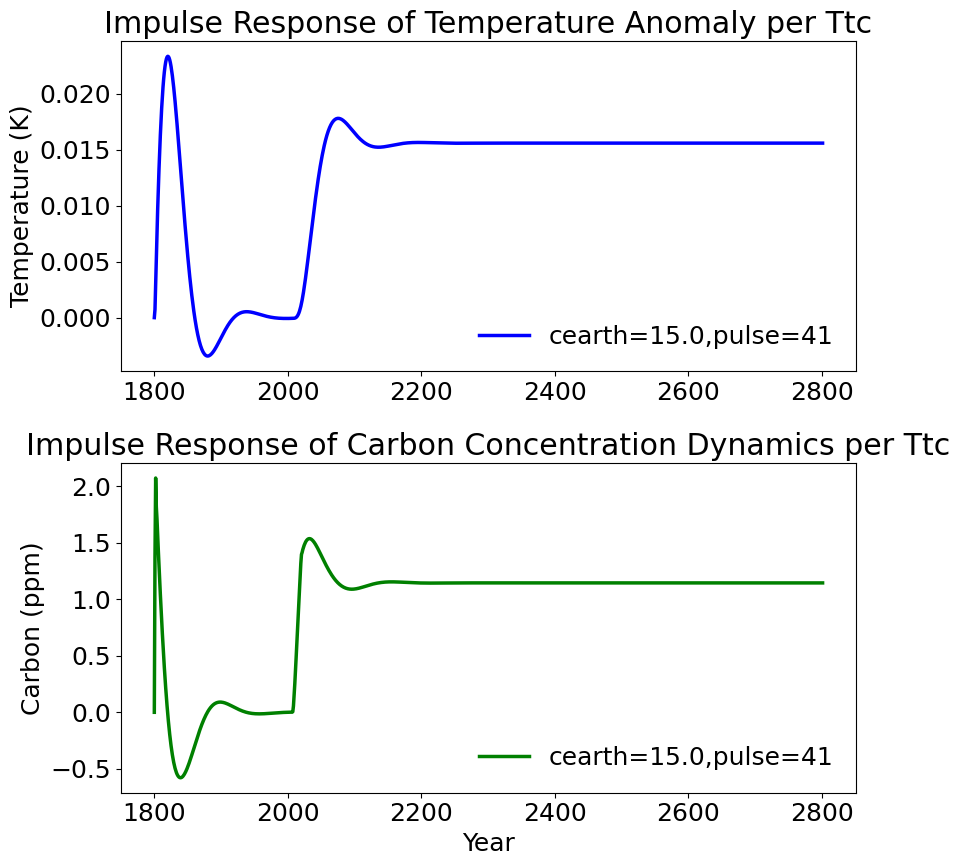 Impulse Response of Temperature Anomaly per Ttc
Temperature (K)
0.020
0.015
0.010
0.005
0.000
cearth=15.0,pulse=41
1800 2000 2200 2400 2600 2800
Impulse Response of Carbon Concentration Dynamics per Ttc
Carbon (ppm)
2.0
1.5
1.0
0.5
0.0
−0.5
cearth=15.0,pulse=41
1800 2000 2200 2400 2600 2800
Year